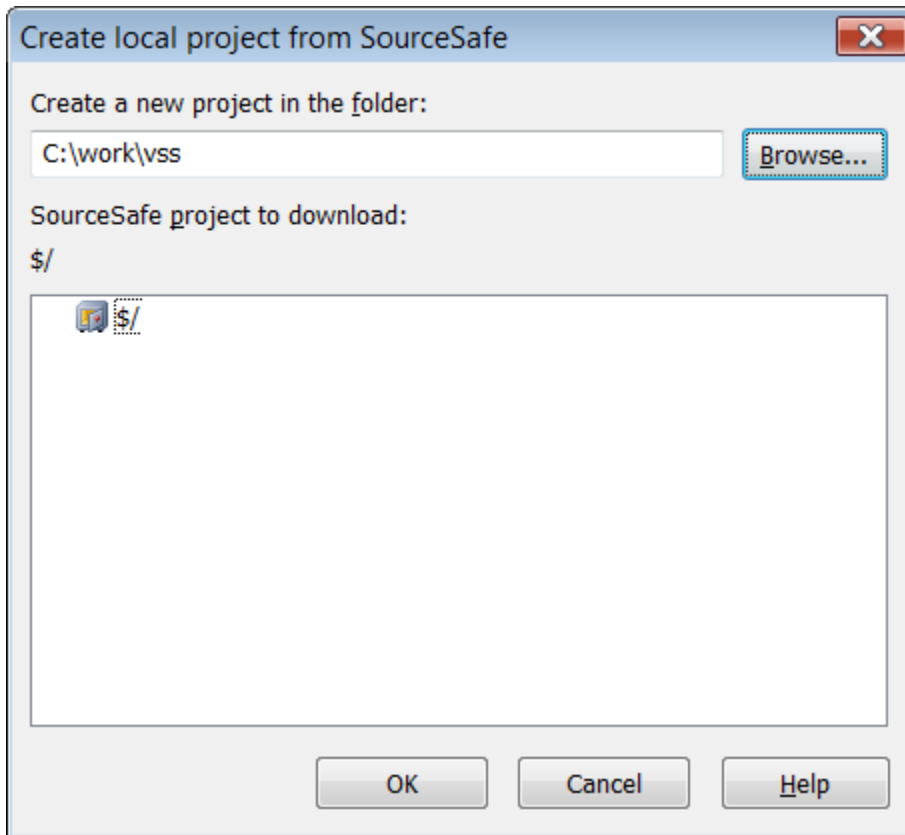 Create local project from SourceSafe
Create a new project in the folder:
C:\work\vss
Browse...
SourceSafe project to download:
$/
$/
OK
Cancel
Help